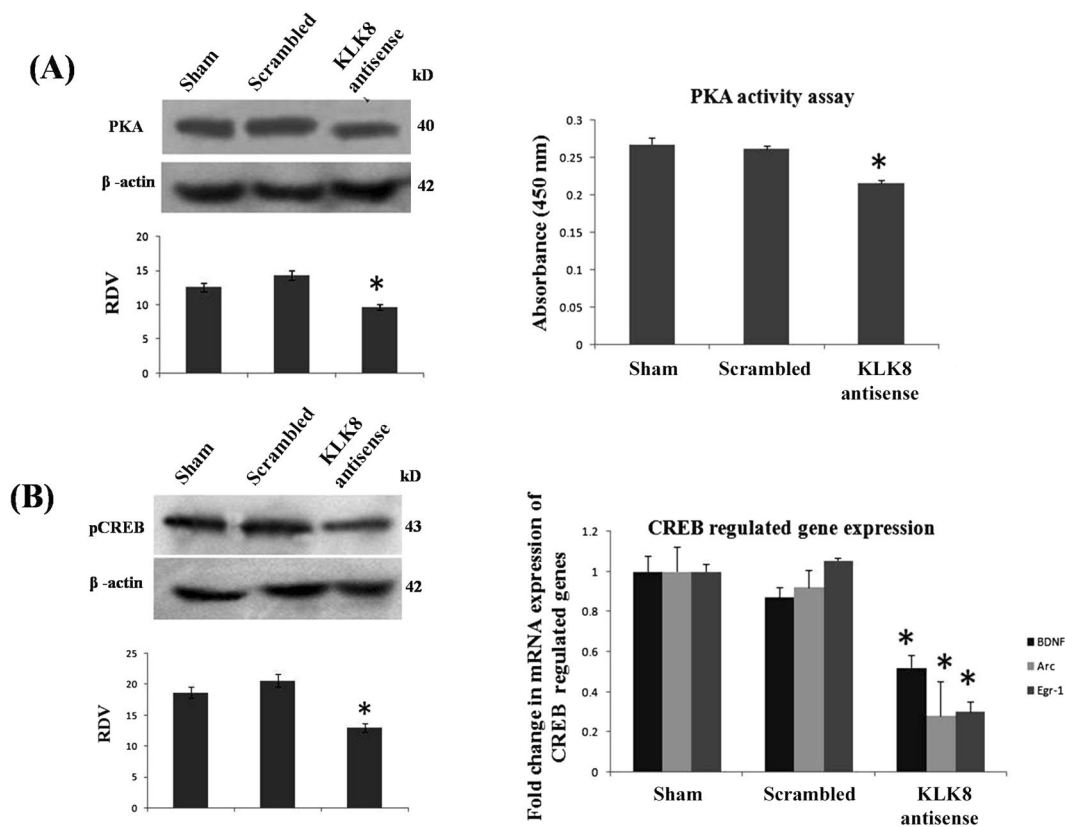 (A)
Sham
Scrambled
KLK8
antisense
kD
PKA
40
β -actin
42
RDV
20
15
10
5
0
*
PKA activity assay
Absorbance (450 nm)
0.3
0.25
0.2
0.15
0.1
0.05
0
*
Sham
Scrambled
KLK8
antisense
(B)
Sham
Scrambled
KLK8
antisense
kD
pCREB
43
β -actin
42
RDV
25
20
15
10
5
0
*
CREB regulated gene expression
Fold change in mRNA expression of
CREB regulated genes
1.2
1
0.8
0.6
0.4
0.2
0
* * *
BDNF
Arc
Egr-1
Sham
Scrambled
KLK8
antisense